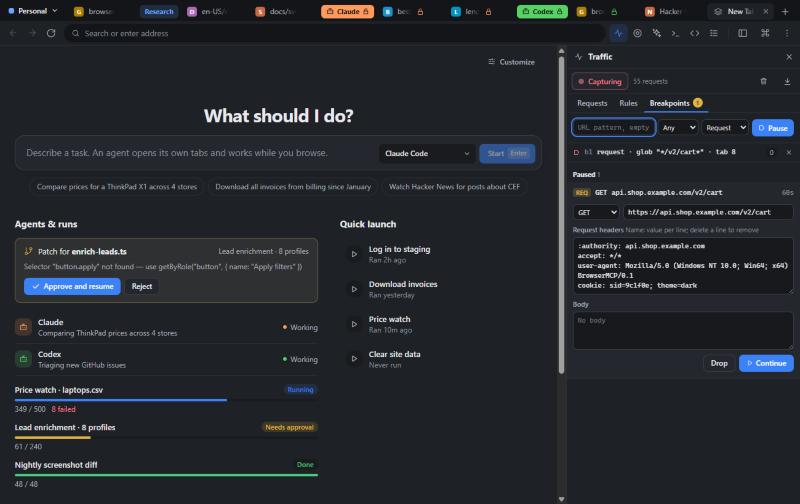 Personal
browse
Research
en-US/
docs/
Claude
Codex
Hacker
New Ta
Search or enter address
Customize
What should I do?
Describe a task. An agent opens its own tabs and works while you browse.
Claude Code
Start Enter
Compare prices for a ThinkPad X1 across 4 stores
Download all invoices from billing since January
Watch Hacker News for posts about CEF
Agents & runs
Patch for enrich-leads.ts
Lead enrichment · 8 profiles
Selector "button.apply" not found — use getByRole("button", { name: "Apply filters" })
Approve and resume
Reject
Claude
Comparing ThinkPad prices across 4 stores
Working
Codex
Triaging new GitHub issues
Working
Price watch · laptops.csv
Running
349 / 500 8 failed
Lead enrichment · 8 profiles
Needs approval
61 / 240
Nightly screenshot diff
Done
48 / 48
Quick launch
Log in to staging
Ran 2h ago
Download invoices
Ran yesterday
Price watch
Ran 10m ago
Clear site data
Never run
Traffic
Capturing
55 requests
Requests
Rules
Breakpoints 1
URL pattern, empty
Any
Request
Pause
b1 request · glob "*/v2/cart*" · tab 8
0
Paused 1
REQ GET api.shop.example.com/v2/cart
60s
GET
https://api.shop.example.com/v2/cart
Request headers Name: value per line; delete a line to remove
:authority: api.shop.example.com
accept: */*
user-agent: Mozilla/5.0 (Windows NT 10.0; Win64; x64)
BrowserMCP/0.1
cookie: sid=9c1f0e; theme=dark
Body
No body
Drop
Continue